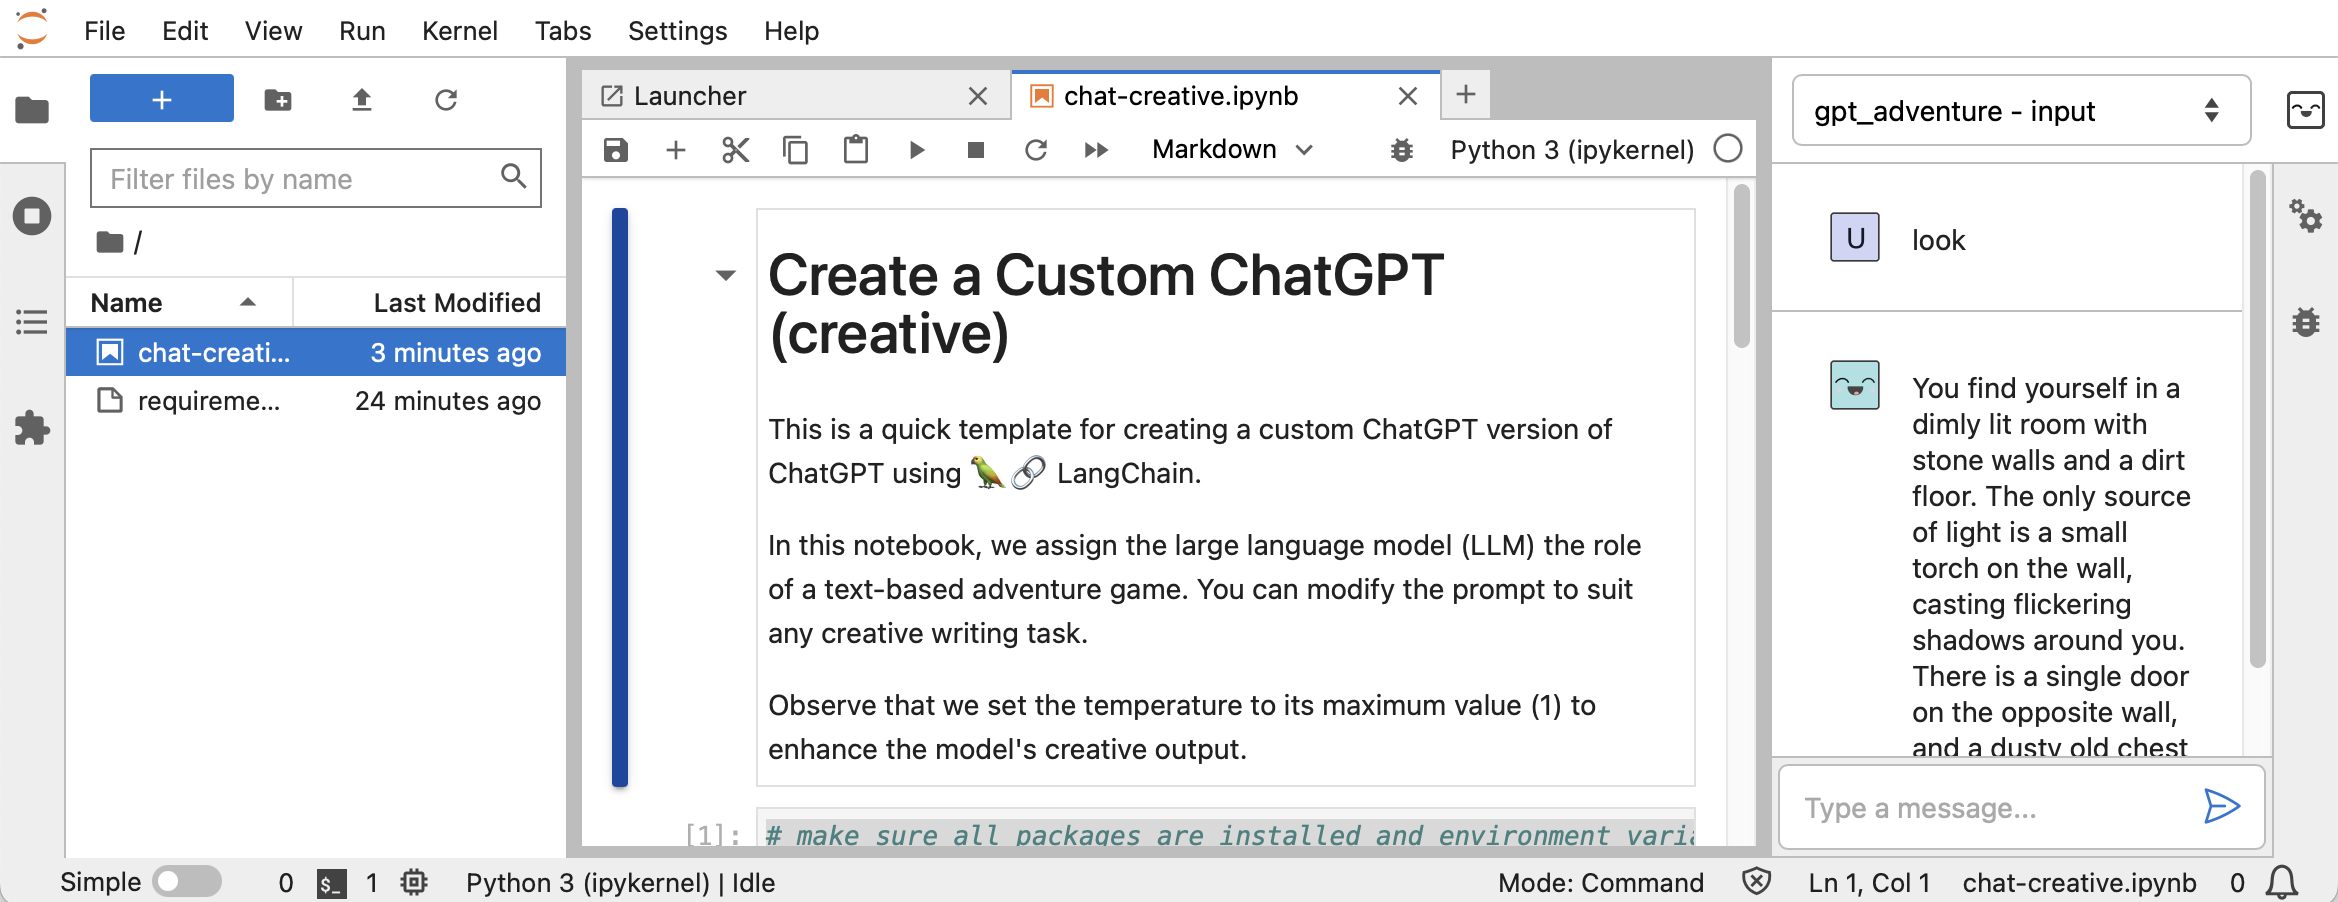 File Edit View Run Kernel Tabs Settings Help
+
Filter files by name
/
Name Last Modified
chat-creati... 3 minutes ago
requireme... 24 minutes ago
Launcher
chat-creative.ipynb
Markdown
Python 3 (ipykernel)
Create a Custom ChatGPT
(creative)
This is a quick template for creating a custom ChatGPT version of
ChatGPT using 🦜🔗 LangChain.
In this notebook, we assign the large language model (LLM) the role
of a text-based adventure game. You can modify the prompt to suit
any creative writing task.
Observe that we set the temperature to its maximum value (1) to
enhance the model's creative output.
[1]: # make sure all packages are installed and environment varia
gpt_adventure - input
U look
You find yourself in a
dimly lit room with
stone walls and a dirt
floor. The only source
of light is a small
torch on the wall,
casting flickering
shadows around you.
There is a single door
on the opposite wall,
and a dusty old chest
Type a message...
Simple 0 $_ 1 Python 3 (ipykernel) | Idle Mode: Command Ln 1, Col 1 chat-creative.ipynb 0